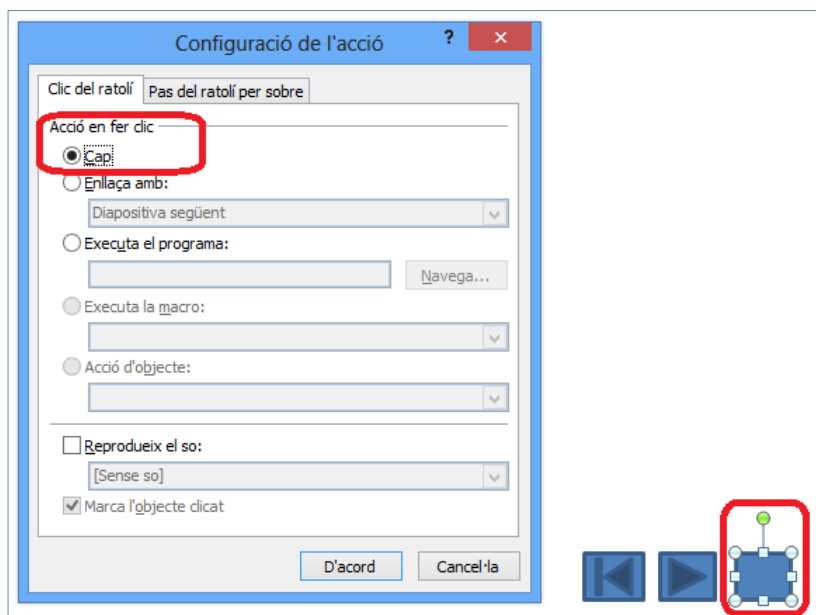 Configuració de l'acció
?
×
Clic del ratolí
Pas del ratolí per sobre
Acció en fer clic
Cap
Enllaça amb:
Diapositiva següent
Executa el programa:
Navega...
Executa la macro:
Acció d'objecte:
Reprodueix el so:
[Sense so]
Marca l'objecte clicat
D'acord
Cancel·la